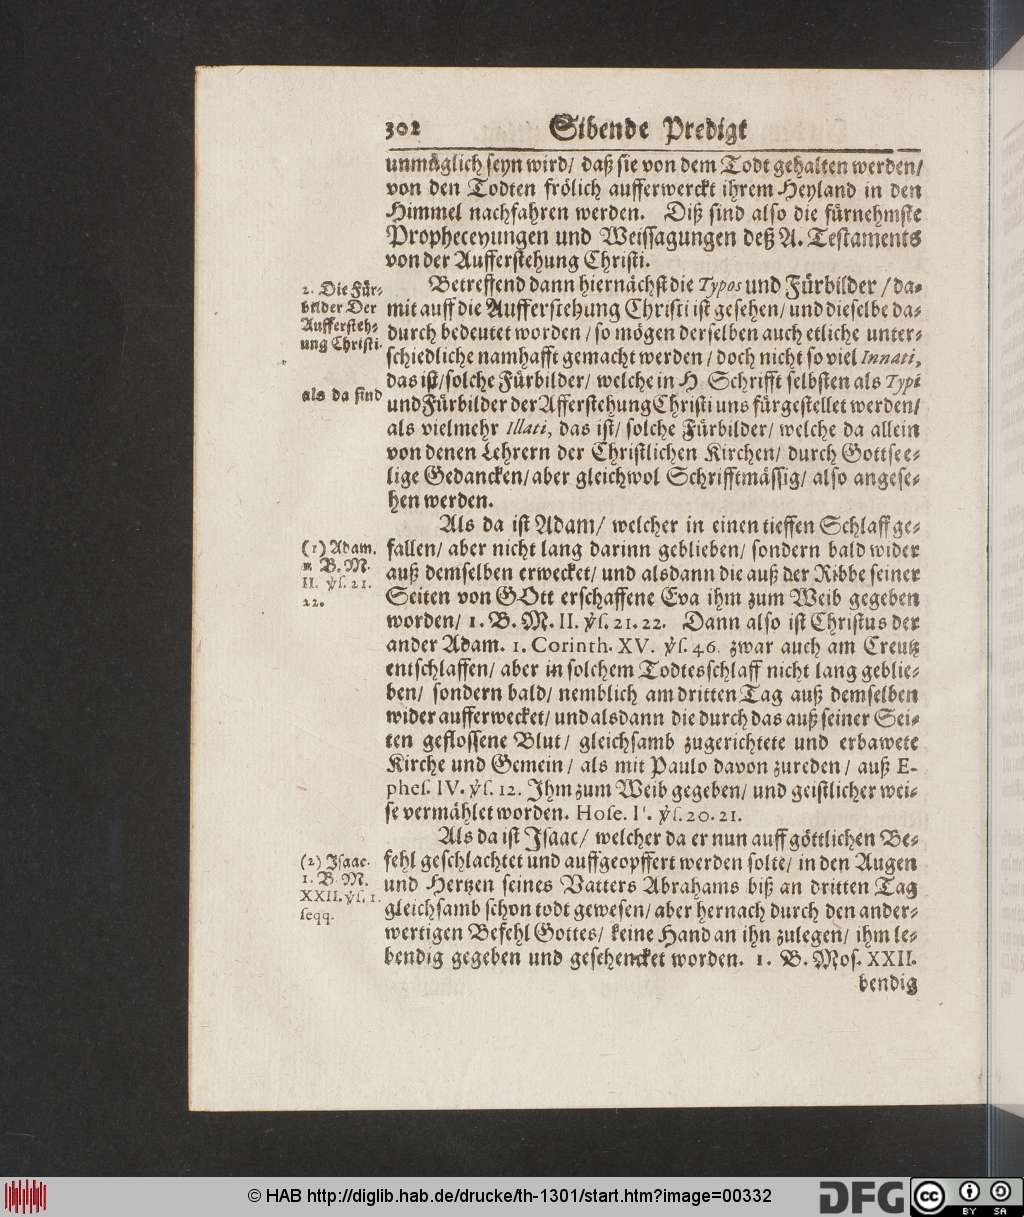 302 Sibende Predigt
unmöglich seyn wird/ daß sie von dem Todt gehalten werden/
von den Todten frölich aufferwerckt ihrem Heyland in den
Himmel nachfahren werden. Diß sind also die fürnehmste
Propheceyungen und Weissagungen deß A. Testaments
von der Aufferstehung Christi.
2. Die Für-
bilder Der
Aufferseh-
ung Christi.
Betreffend dann hiernächst die Typos und Fürbilder / da-
mit auff die Aufferstehung Christi ist gesehen/ und dieselbe da-
durch bedeutet worden / so mögen derselben auch etliche unter-
schiedliche namhafft gemacht werden / doch nicht so viel Innati,
als da sind
das ist/ solche Fürbilder/ welche in H. Schrifft selbsten als Typi
und Fürbilder der Afferstehung Christi uns fürgestellet werden/
als vielmehr Illati, das ist/ solche Fürbilder/ welche da allein
von denen Lehrern der Christlichen Kirchen/ durch Gottsee-
lige Gedancken/ aber gleichwol Schrifftmässig/ also angese-
hen werden.
Als da ist Adam/ welcher in einen tieffen Schlaff ge-
(1) Adam.
B. M.
II. ỳs. 21.
22.
fallen/ aber nicht lang darinn geblieben/ sondern bald wider
auß demselben erwecket/ und alsdann die auß der Ribbe seiner
Seiten von GOtt erschaffene Eva ihm zum Weib gegeben
worden/ 1. B. M. II. ỳs. 21. 22. Dann also ist Christus der
ander Adam. 1. Corinth. XV. ỳs. 46. zwar auch am Creutz
entschlaffen/ aber in solchem Todtesschlaff nicht lang geblie-
ben/ sondern bald/ nemblich am dritten Tag auß demselben
wider aufferwecket/ und alsdann die durch das auß seiner Sei-
ten geflossene Blut/ gleichsamb zugerichtete und erbawete
Kirche und Gemein / als mit Paulo davon zureden / auß E-
phes. IV. ỳs. 12. Ihm zum Weib gegeben/ und geistlicher wei-
se vermählet worden. Hose. I'. ỳs. 20. 21.
Als da ist Isaac/ welcher da er nun auff göttlichen Be-
(2) Isaac.
1. B. M.
XXII. ỳs. 1.
seqq.
fehl geschlachtet und auffgeopffert werden solte/ in den Augen
und Hertzen seines Vatters Abrahams biß an dritten Tag
gleichsamb schon todt gewesen/ aber hernach durch den ander-
wertigen Befehl Gottes/ keine Hand an ihn zulegen/ ihm le-
bendig gegeben und geschencket worden. 1. B. Mos. XXII.
bendig
© HAB http://diglib.hab.de/drucke/th-1301/start.htm?image=00332
DFG
cc BY SA